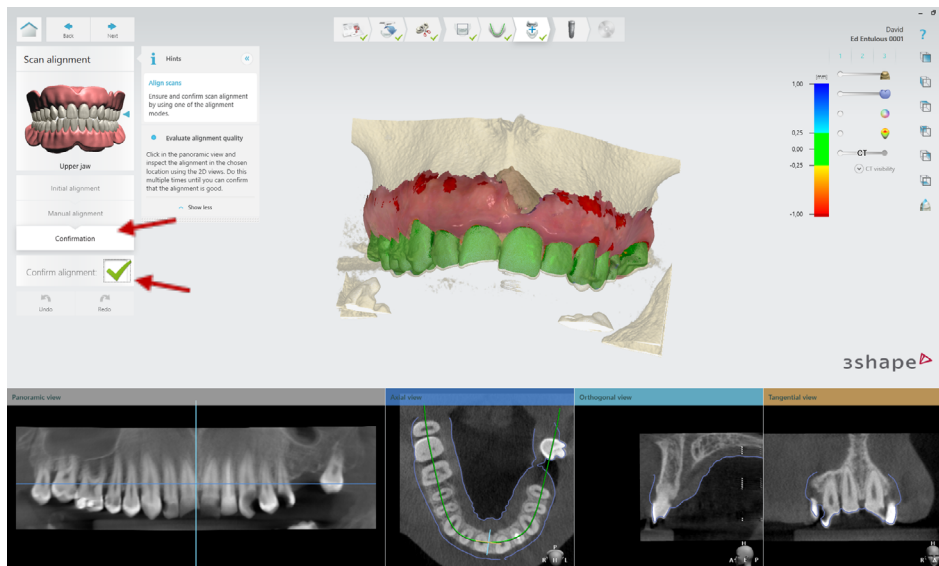 Back
Next
David
Ed Entulous 0001
?
Scan alignment
Hints
«
Align scans
Ensure and confirm scan alignment
by using one of the alignment
modes.
Evaluate alignment quality
Click in the panoramic view and
inspect the alignment in the chosen
location using the 2D views. Do this
multiple times until you can confirm
that the alignment is good.
Show less
Upper jaw
Initial alignment
Manual alignment
Confirmation
Confirm alignment:
Undo
Redo
1 2 3
[mm]
1,00
0,25
0,00
-0,25
-1,00
CT
CT visibility
3shape
Panoramic view
Axial view
Orthogonal view
Tangential view
P
R H L
H
A L P
H
R A